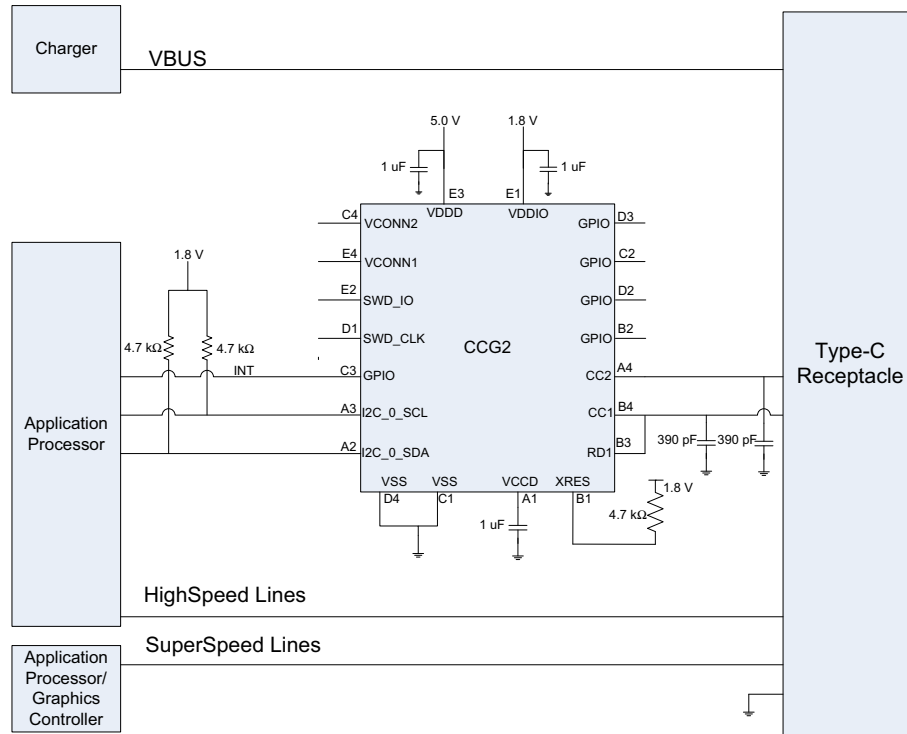 Charger
VBUS
5.0 V
1.8 V
1 uF
1 uF
E3
E1
VDDD
VDDIO
C4
VCONN2
GPIO
D3
E4
VCONN1
GPIO
C2
1.8 V
E2
SWD_IO
GPIO
D2
D1
SWD_CLK
GPIO
B2
4.7 kΩ
4.7 kΩ
CCG2
Type-C
Receptacle
INT
C3
GPIO
CC2
A4
Application
Processor
A3
I2C_0_SCL
CC1
B4
A2
I2C_0_SDA
RD1
B3
390 pF
390 pF
VSS
VSS
VCCD
XRES
D4
C1
A1
B1
1.8 V
1 uF
4.7 kΩ
HighSpeed Lines
SuperSpeed Lines
Application
Processor/
Graphics
Controller